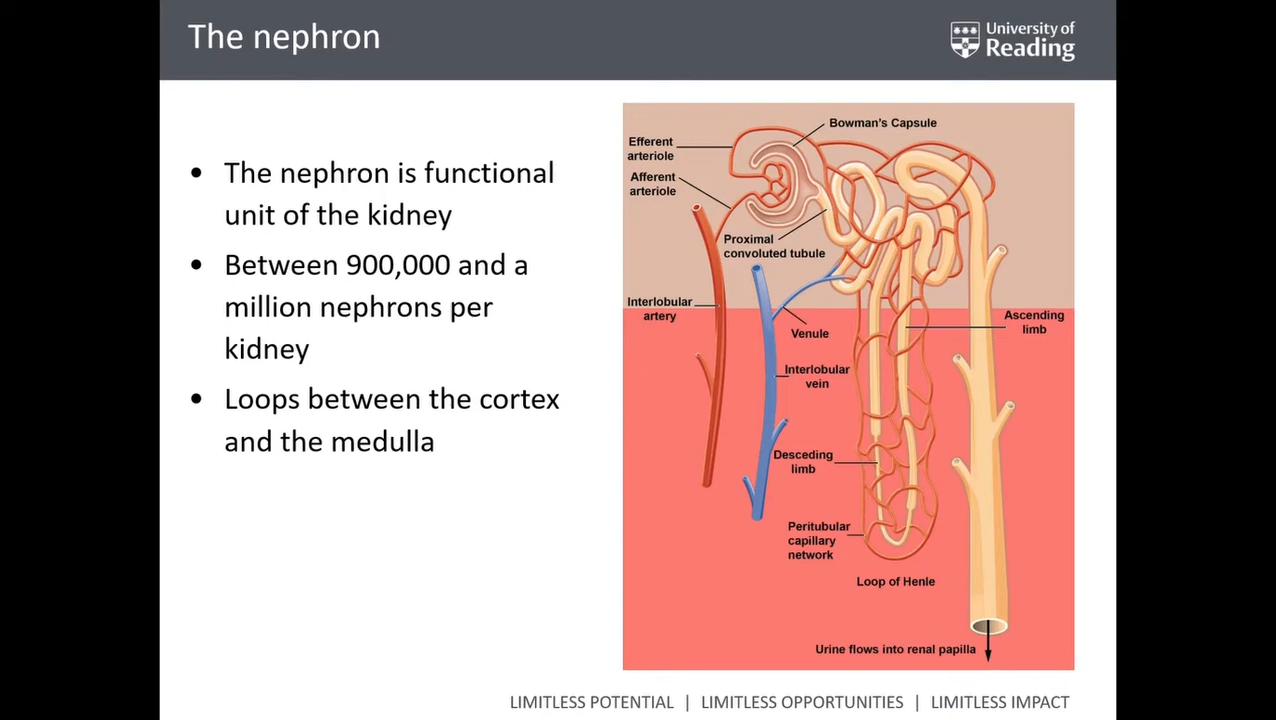 The nephron
University of
Reading
• The nephron is functional
unit of the kidney
• Between 900,000 and a
million nephrons per
kidney
• Loops between the cortex
and the medulla
Bowman's Capsule
Efferent
arteriole
Afferent
arteriole
Proximal
convoluted tubule
Interlobular
artery
Venule
Ascending
limb
Interlobular
vein
Desceding
limb
Peritubular
capillary
network
Loop of Henle
Urine flows into renal papilla
LIMITLESS POTENTIAL | LIMITLESS OPPORTUNITIES | LIMITLESS IMPACT